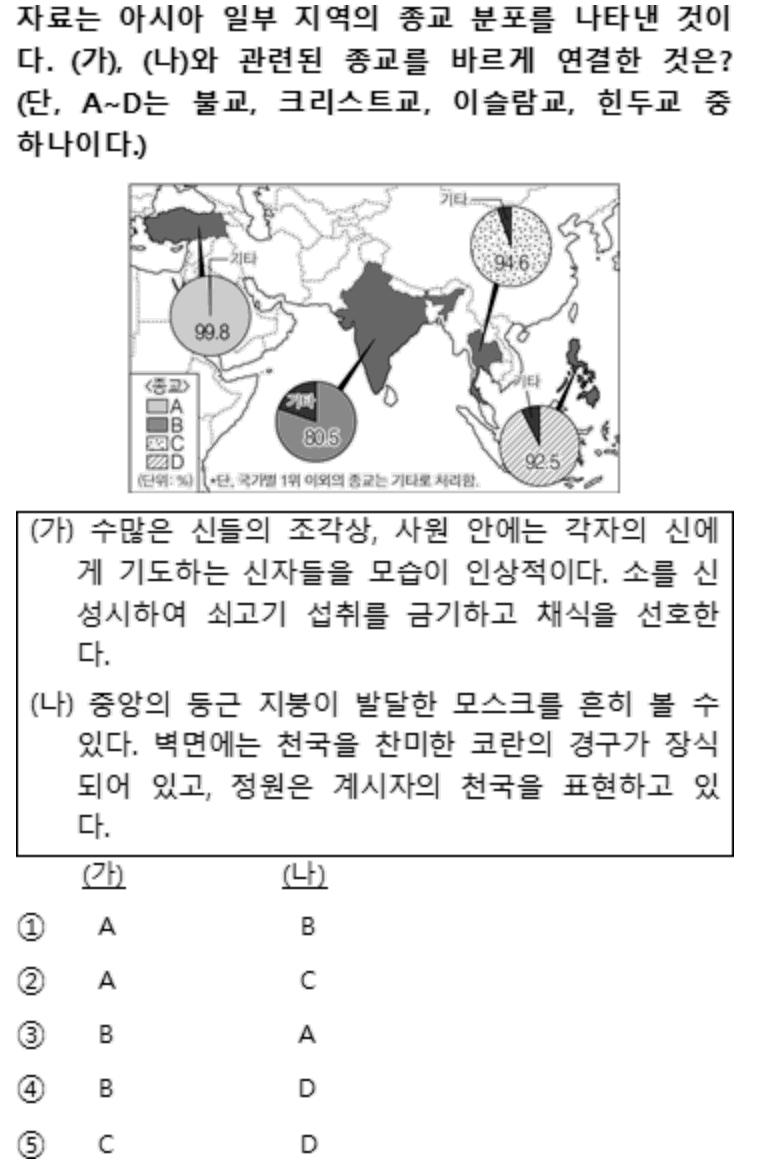 자료는 아시아 일부 지역의 종교 분포를 나타낸 것이
다. (가), (나)와 관련된 종교를 바르게 연결한 것은?
(단, A~D는 불교, 크리스트교, 이슬람교, 힌두교 중
하나이다.)
기타
94.6
기타
99.8
기타
80.5
기타
92.5
<종교>
A
B
C
D
(단위: %)
*단, 국가별 1위 이외의 종교는 기타로 처리함.
(가) 수많은 신들의 조각상, 사원 안에는 각자의 신에
게 기도하는 신자들을 모습이 인상적이다. 소를 신
성시하여 쇠고기 섭취를 금기하고 채식을 선호한
다.
(나) 중앙의 둥근 지붕이 발달한 모스크를 흔히 볼 수
있다. 벽면에는 천국을 찬미한 코란의 경구가 장식
되어 있고, 정원은 계시자의 천국을 표현하고 있
다.
(가) (나)
① A B
② A C
③ B A
④ B D
⑤ C D